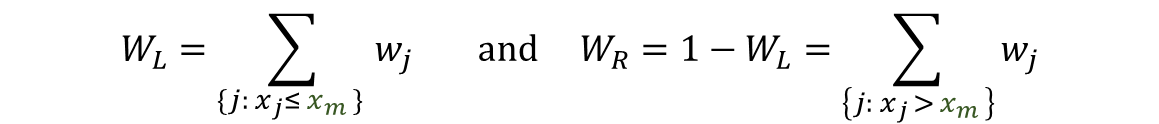 W_L = ∑_{j: x_j ≤ x_m} w_j and W_R = 1 − W_L = ∑_{j: x_j > x_m} w_j